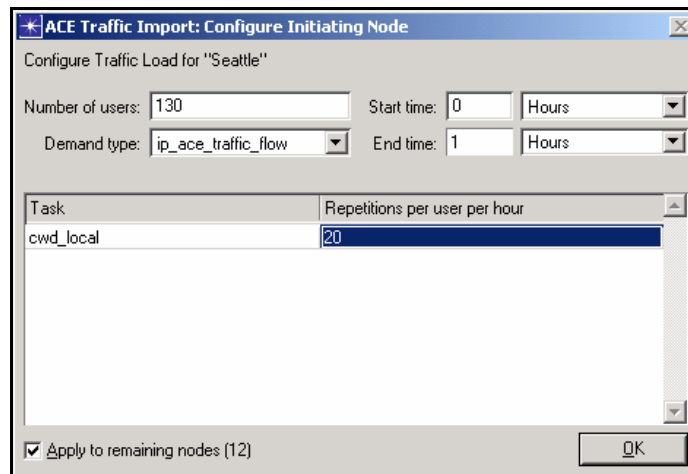 ACE Traffic Import: Configure Initiating Node
Configure Traffic Load for "Seattle"
Number of users: 130 Start time: 0 Hours
Demand type: ip_ace_traffic_flow End time: 1 Hours
Task Repetitions per user per hour
cwd_local 20
Apply to remaining nodes (12) OK